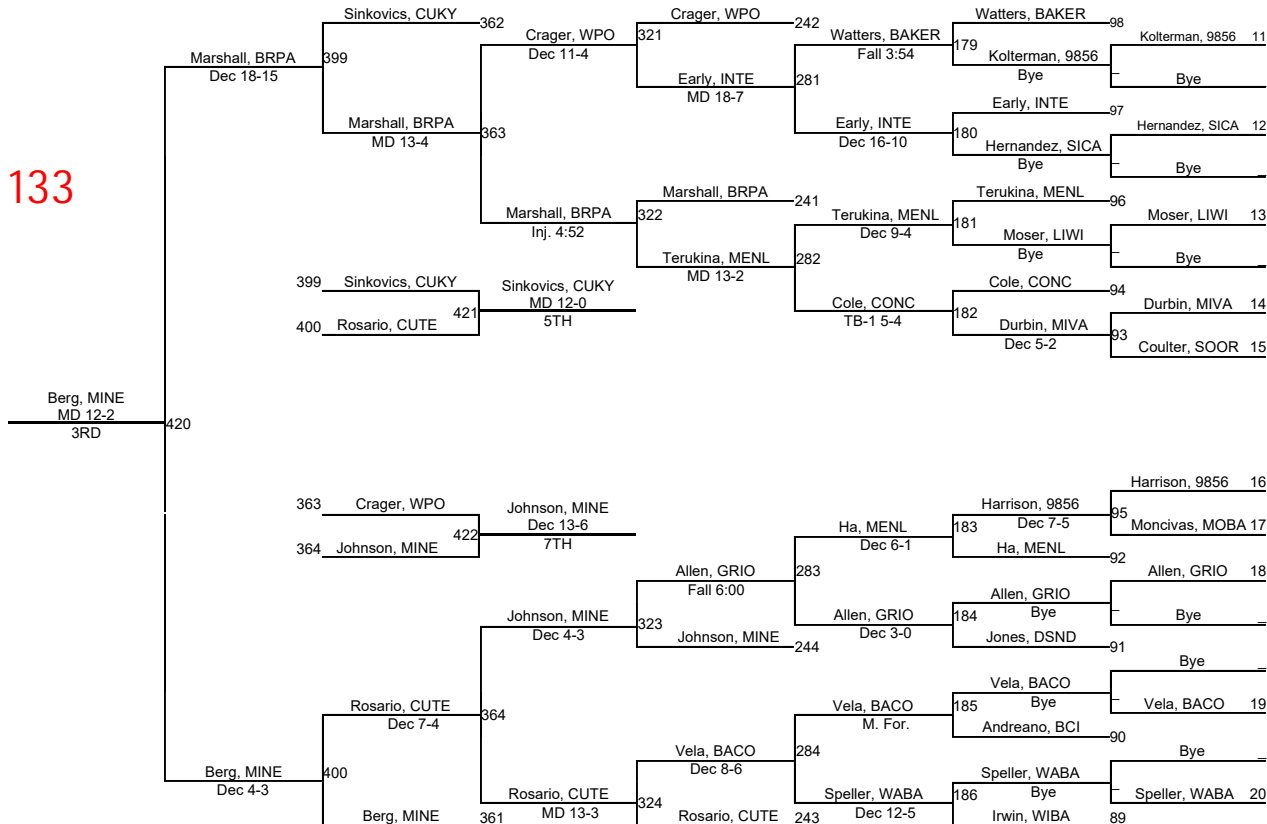 Sinkovics, CUKY 362
Crager, WPO 242
Watters, BAKER 98
Crager, WPO 321
Dec 11-4
Watters, BAKER 179
Fall 3:54
Kolterman, 9856 11
Marshall, BRPA 399
Dec 18-15
Kolterman, 9856
Bye
Early, INTE 281
MD 18-7
Bye
Early, INTE 97
Marshall, BRPA 363
MD 13-4
Early, INTE 180
Dec 16-10
Hernandez, SICA 12
Hernandez, SICA
Bye
Bye
133
Marshall, BRPA 241
Terukina, MENL 96
Marshall, BRPA 322
Inj. 4:52
Terukina, MENL 181
Dec 9-4
Moser, LIWI 13
Moser, LIWI
Bye
Terukina, MENL 282
MD 13-2
Bye
399 Sinkovics, CUKY
Sinkovics, CUKY
MD 12-0
5TH
421
Cole, CONC 94
Cole, CONC 182
TB-1 5-4
Durbin, MIVA 14
400 Rosario, CUTE
Durbin, MIVA 93
Dec 5-2
Coulter, SOOR 15
Berg, MINE
MD 12-2
3RD
420
Harrison, 9856 16
363 Crager, WPO
Johnson, MINE
Dec 13-6
7TH
422
Harrison, 9856 95
Dec 7-5
Moncivas, MOBA 17
Ha, MENL 183
Dec 6-1
364 Johnson, MINE
Ha, MENL 92
Allen, GRIO 283
Fall 6:00
Allen, GRIO 18
Allen, GRIO
Bye
Bye
Johnson, MINE 323
Dec 4-3
Allen, GRIO 184
Dec 3-0
Johnson, MINE 244
Jones, DSND 91
Bye
Vela, BACO
Bye
Vela, BACO 19
Rosario, CUTE 364
Dec 7-4
Vela, BACO 185
M. For.
Andreano, BCI 90
Vela, BACO 284
Dec 8-6
Bye
Berg, MINE 400
Dec 4-3
Speller, WABA
Bye
Rosario, CUTE 324
MD 13-3
Speller, WABA 186
Dec 12-5
Speller, WABA 20
Berg, MINE 361
Rosario, CUTE 243
Irwin, WIBA 89